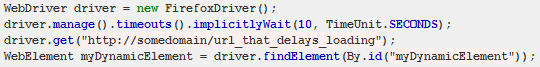 WebDriver driver = new FirefoxDriver();
driver.manage().timeouts().implicitlyWait(10, TimeUnit.SECONDS);
driver.get("http://somedomain/url_that_delays_loading");
WebElement myDynamicElement = driver.findElement(By.id("myDynamicElement"));